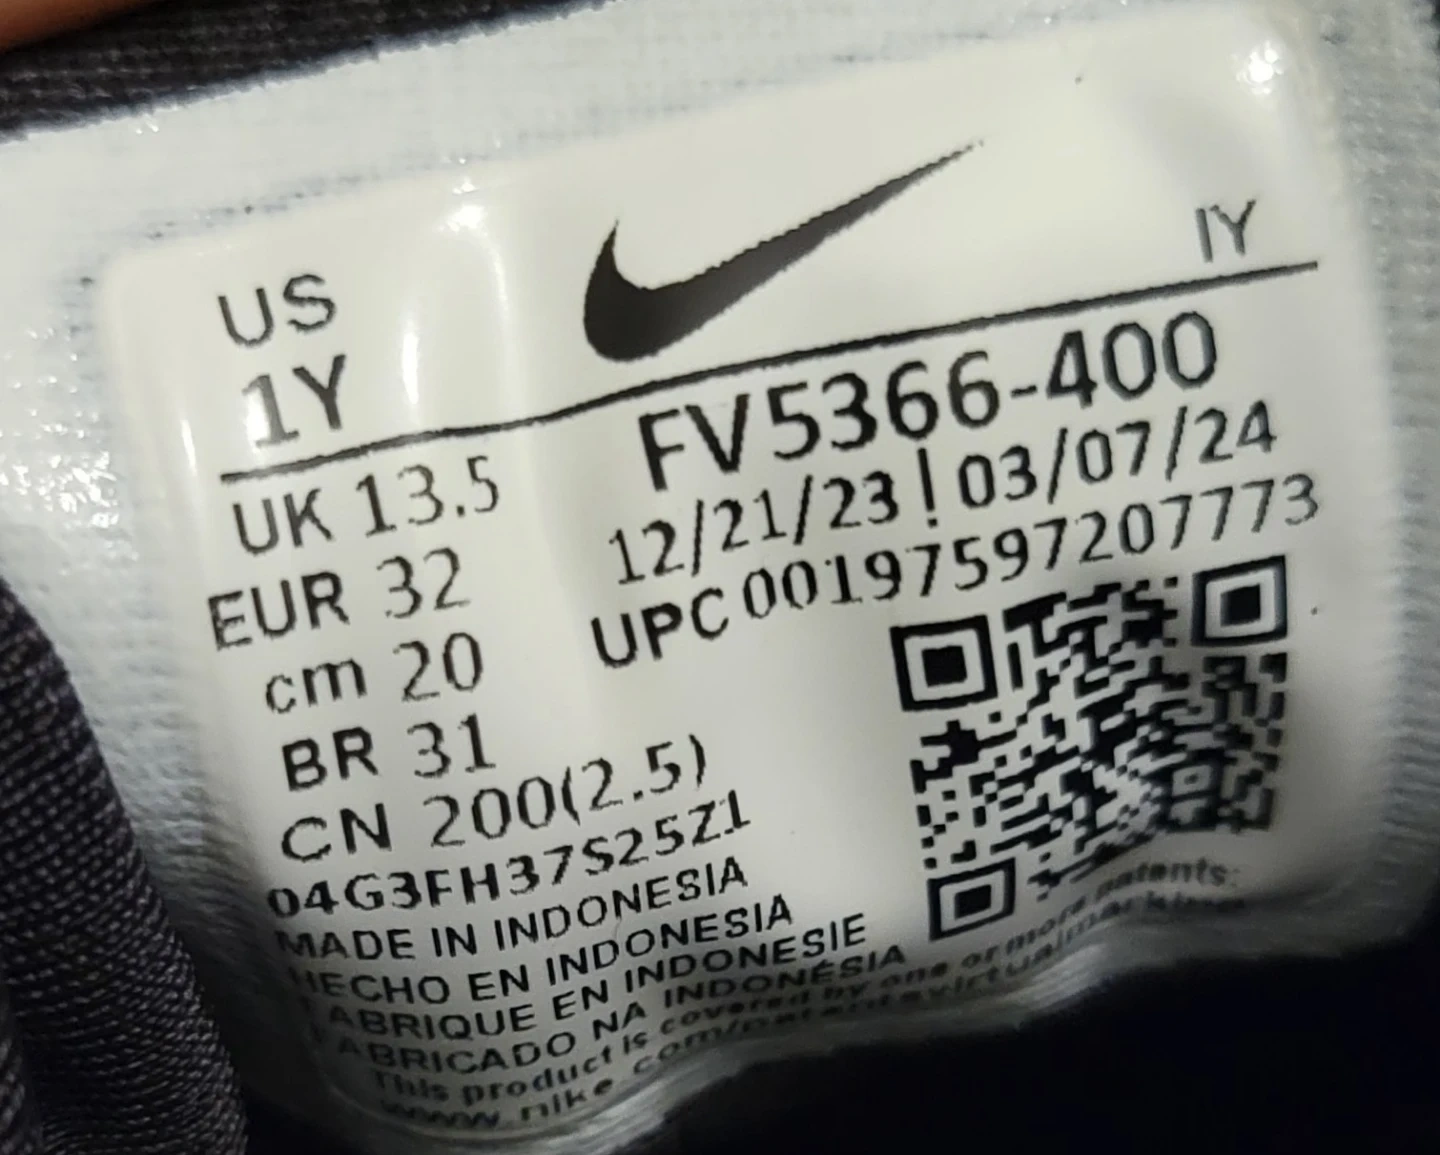 US
1Y
IY
UK 13.5
EUR 32
cm 20
BR 31
CN 200(2.5)
FV5366-400
12/21/23 ! 03/07/24
UPC 00197597207773
04G3FH37S25Z1
MADE IN INDONESIA
HECHO EN INDONESIA
FABRIQUE EN INDONESIE
FABRICADO NA INDONÉSIA
This product is covered by one or more patents:
www.nike.com/patents